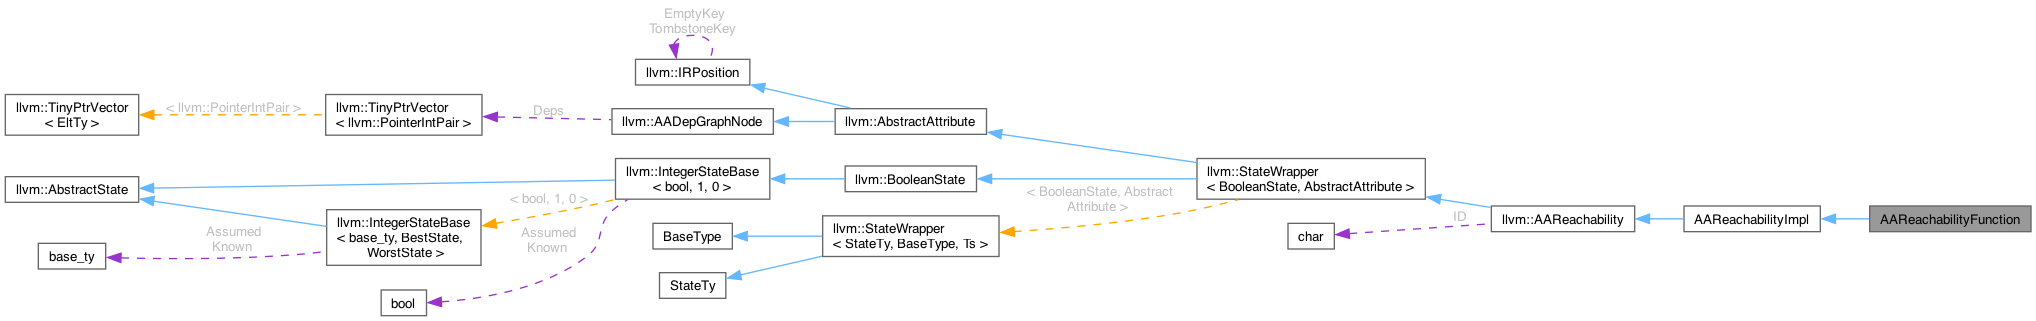 EmptyKey
TombstoneKey
llvm::IRPosition
llvm::TinyPtrVector
< EltTy >
< llvm::PointerIntPair >
llvm::TinyPtrVector
< llvm::PointerIntPair >
Deps
llvm::AADepGraphNode
llvm::AbstractAttribute
llvm::AbstractState
llvm::IntegerStateBase
< bool, 1, 0 >
llvm::BooleanState
llvm::StateWrapper
< BooleanState, AbstractAttribute >
< bool, 1, 0 >
< BooleanState, Abstract
Attribute >
llvm::IntegerStateBase
< base_ty, BestState,
WorstState >
Assumed
Known
base_ty
Assumed
Known
bool
BaseType
StateTy
llvm::StateWrapper
< StateTy, BaseType, Ts >
char
ID
llvm::AAReachability
AAReachabilityImpl
AAReachabilityFunction